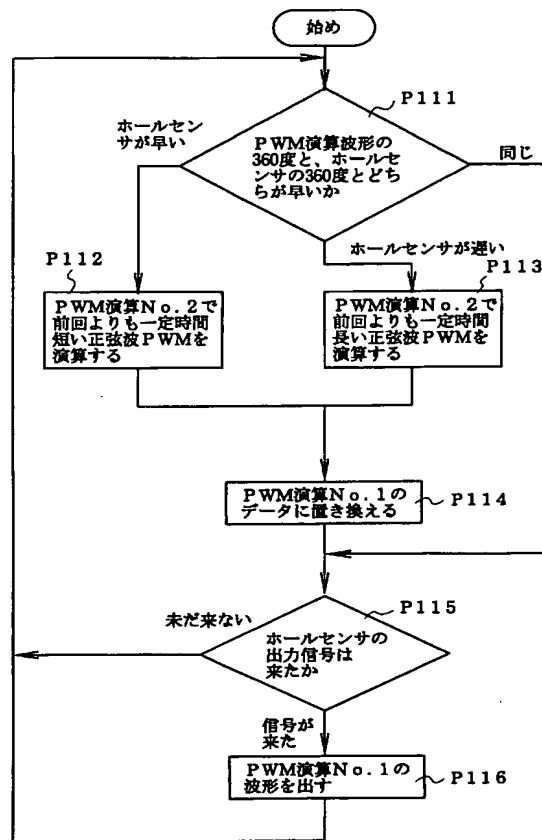 始め
P111
ホールセン
サが早い
PWM演算波形の
360度と、ホールセ
ンサの360度とどち
らが早いか
同じ
ホールセンサが遅い
P112
PWM演算No.2で
前回よりも一定時間
短い正弦波PWMを
演算する
P113
PWM演算No.2で
前回よりも一定時間
長い正弦波PWMを
演算する
PWM演算No.1の
データに置き換える
P114
P115
未だ来ない
ホールセンサの
出力信号は
来たか
信号が
来た
PWM演算No.1の
波形を出す
P116